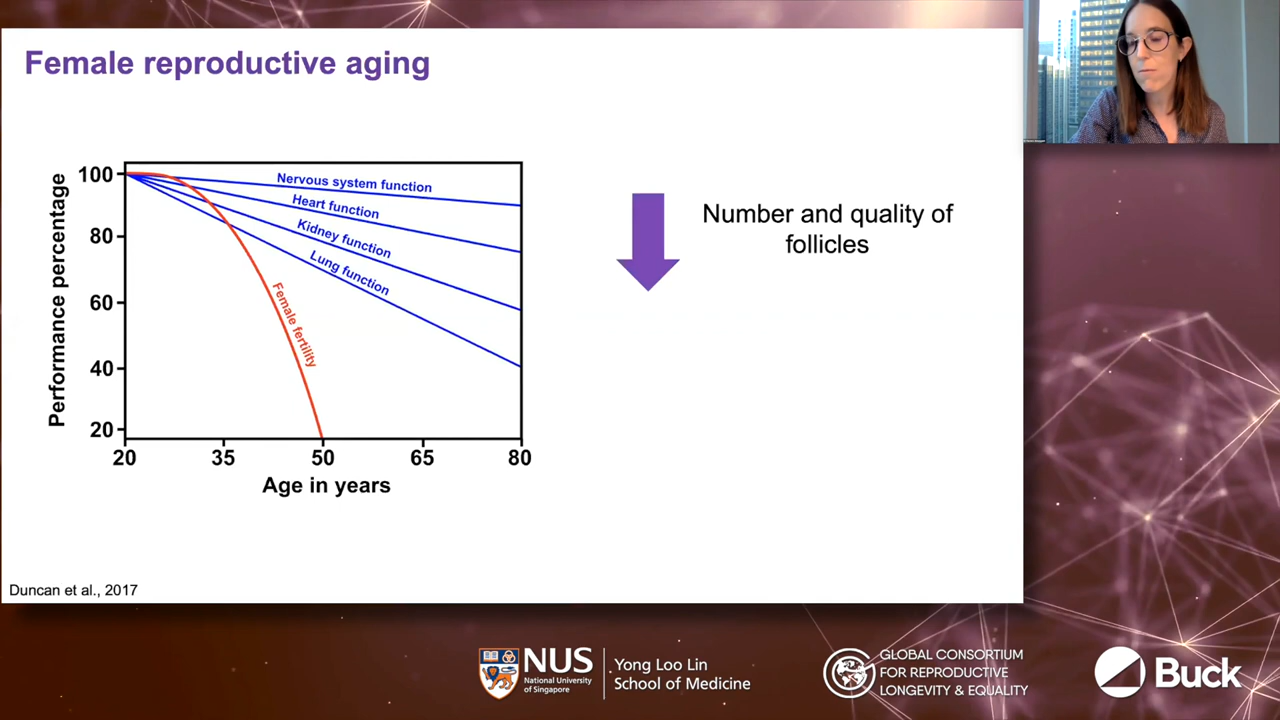 Female reproductive aging
Performance percentage
100
80
60
40
20
Nervous system function
Heart function
Kidney function
Lung function
Female fertility
20 35 50 65 80
Age in years
Number and quality of
follicles
Duncan et al., 2017
NUS
National University
of Singapore
Yong Loo Lin
School of Medicine
GLOBAL CONSORTIUM
FOR REPRODUCTIVE
LONGEVITY & EQUALITY
Buck